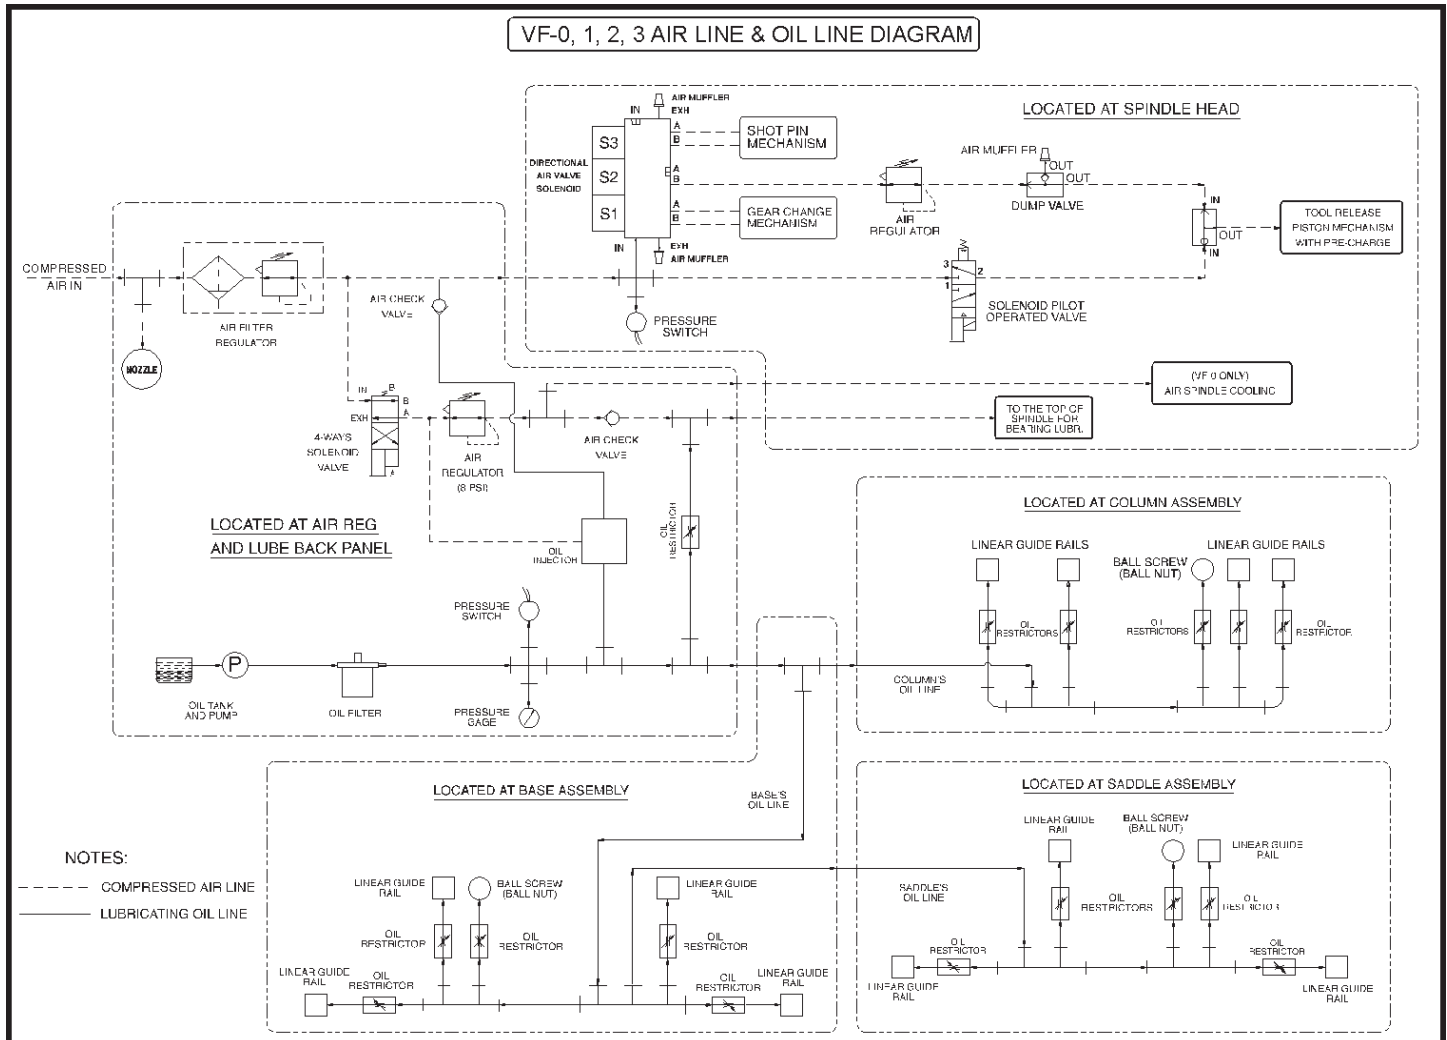 VF-0, 1, 2, 3 AIR LINE & OIL LINE DIAGRAM
LOCATED AT SPINDLE HEAD
AIR MUFFLER
EXH
IN
A
B
SHOT PIN
MECHANISM
S3
DIRECTIONAL
AIR VALVE
SOLENOID
S2
A
B
S1
A
B
GEAR CHANGE
MECHANISM
IN
EXH
AIR MUFFLER
AIR
REGULATOR
AIR MUFFLER
OUT
OUT
DUMP VALVE
IN
OUT
IN
TOOL RELEASE
PISTON MECHANISM
WITH PRE-CHARGE
3
2
1
SOLENOID PILOT
OPERATED VALVE
PRESSURE
SWITCH
COMPRESSED
AIR IN
AIR FILTER
REGULATOR
NOZZLE
AIR CHECK
VALVE
(VF 0 ONLY)
AIR SPINDLE COOLING
TO THE TOP OF
SPINDLE FOR
BEARING LUBR.
IN
B
B
A
EXH
A
4-WAYS
SOLENOID
VALVE
AIR
REGULATOR
(8 PSI)
AIR CHECK
VALVE
LOCATED AT AIR REG
AND LUBE BACK PANEL
OIL
INJECTOR
OIL
RESTRICTOR
PRESSURE
SWITCH
P
OIL TANK
AND PUMP
OIL FILTER
PRESSURE
GAGE
LOCATED AT COLUMN ASSEMBLY
LINEAR GUIDE RAILS
BALL SCREW
(BALL NUT)
LINEAR GUIDE RAILS
OIL
RESTRICTORS
OIL
RESTRICTORS
OIL
RESTRICTOR.
COLUMN'S
OIL LINE
LOCATED AT BASE ASSEMBLY
BASE'S
OIL LINE
LINEAR GUIDE
RAIL
BALL SCREW
(BALL NUT)
LINEAR GUIDE
RAIL
OIL
RESTRICTOR
OIL
RESTRICTOR
OIL
RESTRICTOR
LINEAR GUIDE
RAIL
OIL
RESTRICTOR
OIL
RESTRICTOR
LINEAR GUIDE
RAIL
LOCATED AT SADDLE ASSEMBLY
LINEAR GUIDE
RAIL
BALL SCREW
(BALL NUT)
LINEAR GUIDE
RAIL
SADDLE'S
OIL LINE
OIL
RESTRICTORS
OIL
RESTRICTOR
OIL
RESTRICTOR
OIL
RESTRICTOR
LINEAR GUIDE
RAIL
LINEAR GUIDE
RAIL
NOTES:
COMPRESSED AIR LINE
LUBRICATING OIL LINE